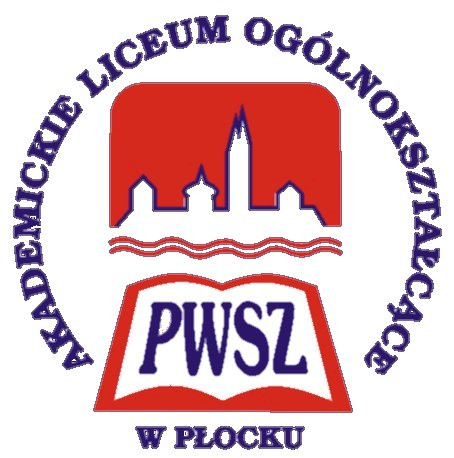 AKADEMICKIE LICEUM OGÓLNOKSZTAŁCĄCE
PWSZ
W PŁOCKU